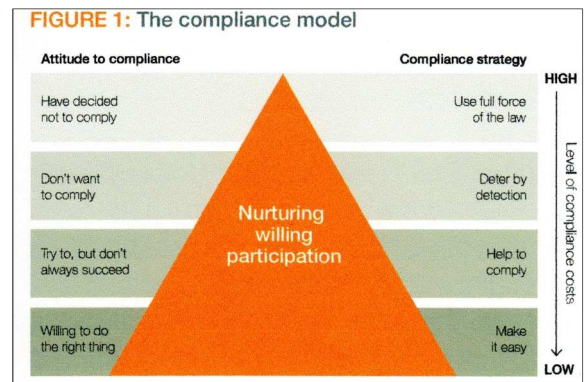 FIGURE 1: The compliance model
Attitude to compliance
Compliance strategy
HIGH
Have decided
not to comply
Use full force
of the law
Don't want
to comply
Deter by
detection
Nurturing
willing
participation
Try to, but don't
always succeed
Help to
comply
Willing to do
the right thing
Make
it easy
Level of compliance costs
LOW